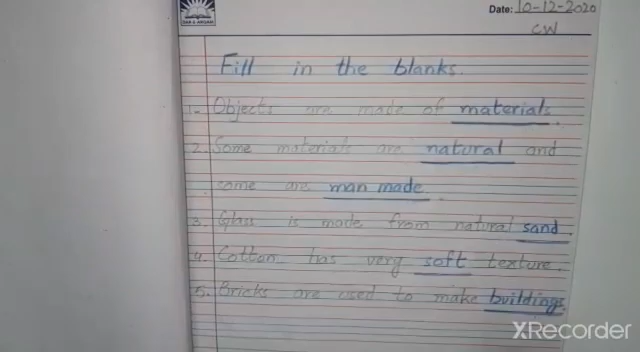 Date: 10-12-2020
CW
Fill in the blanks.
1. Objects are made of materials.
2. Some materials are natural and
some are man made.
3. Glass is made from natural sand.
4. Cotton has very soft texture.
5. Bricks are used to make buildings.
XRecorder